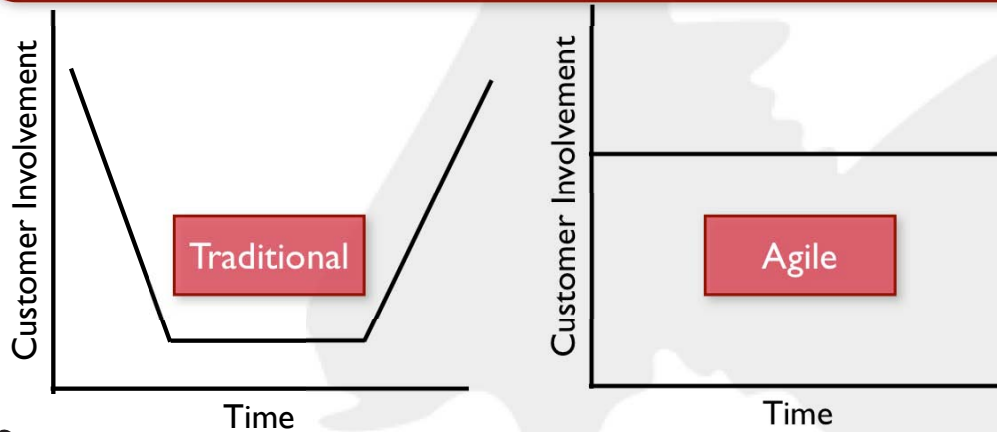 Customer Involvement
Traditional
Time
Customer Involvement
Agile
Time